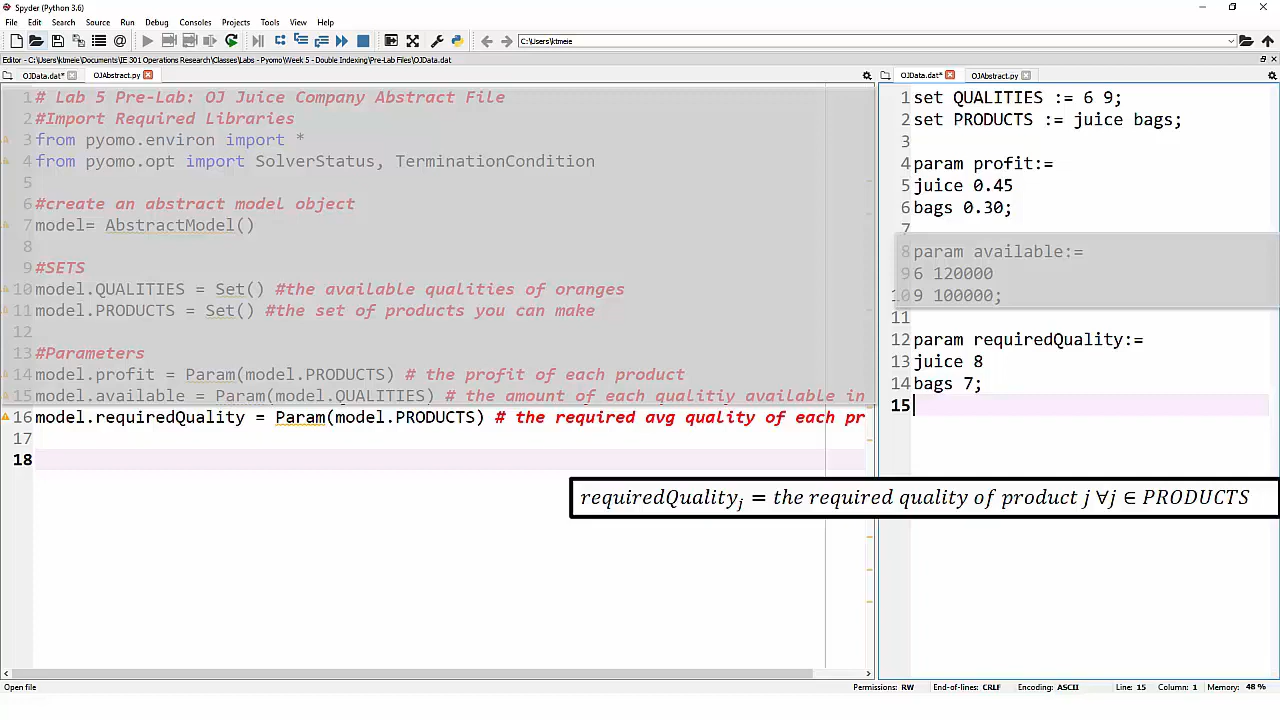 Spyder (Python 3.6)
File Edit Search Source Run Debug Consoles Projects Tools View Help
C:\Users\ktmeie
Editor - C:\Users\ktmeie\Documents\IE 301 Operations Research\Classes\Labs - Pyomo\Week 5 - Double Indexing\Pre-Lab Files\OJData.dat
OJData.dat* OJAbstract.py
1 # Lab 5 Pre-Lab: OJ Juice Company Abstract File
2 #Import Required Libraries
3 from pyomo.environ import *
4 from pyomo.opt import SolverStatus, TerminationCondition
5
6 #create an abstract model object
7 model= AbstractModel()
8
9 #SETS
10 model.QUALITIES = Set() #the available qualities of oranges
11 model.PRODUCTS = Set() #the set of products you can make
12
13 #Parameters
14 model.profit = Param(model.PRODUCTS) # the profit of each product
15 model.available = Param(model.QUALITIES) # the amount of each qualitiy available in
16 model.requiredQuality = Param(model.PRODUCTS) # the required avg quality of each pr
17
18
OJData.dat* OJAbstract.py
1 set QUALITIES := 6 9;
2 set PRODUCTS := juice bags;
3
4 param profit:=
5 juice 0.45
6 bags 0.30;
7
8 param available:=
9 6 120000
10 9 100000;
11
12 param requiredQuality:=
13 juice 8
14 bags 7;
15
requiredQuality_j = the required quality of product j ∀j ∈ PRODUCTS
Open file Permissions: RW End-of-lines: CRLF Encoding: ASCII Line: 15 Column: 1 Memory: 48 %